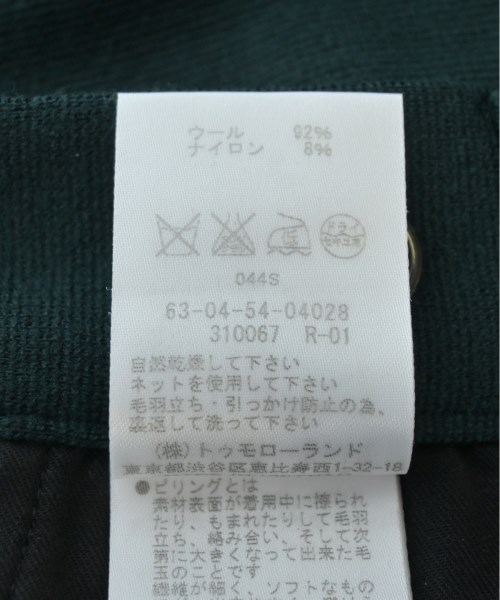 ウール 92%
ナイロン 8%
中
ドライ
セキユ系
044S
63-04-54-04028
310067 R-01
自然乾燥して下さい
ネットを使用して下さい
毛羽立ち・引っかけ防止の為、
裏返して洗って下さい
(株)トゥモローランド
東京都渋谷区恵比寿西1-32-18
●ピリングとは
素材表面が着用中に擦られ
たり、もまれたりして毛羽
立ち、絡み合い、そして次
第に大きくなって出来た毛
玉のことです
繊維が細く、ソフトなもの